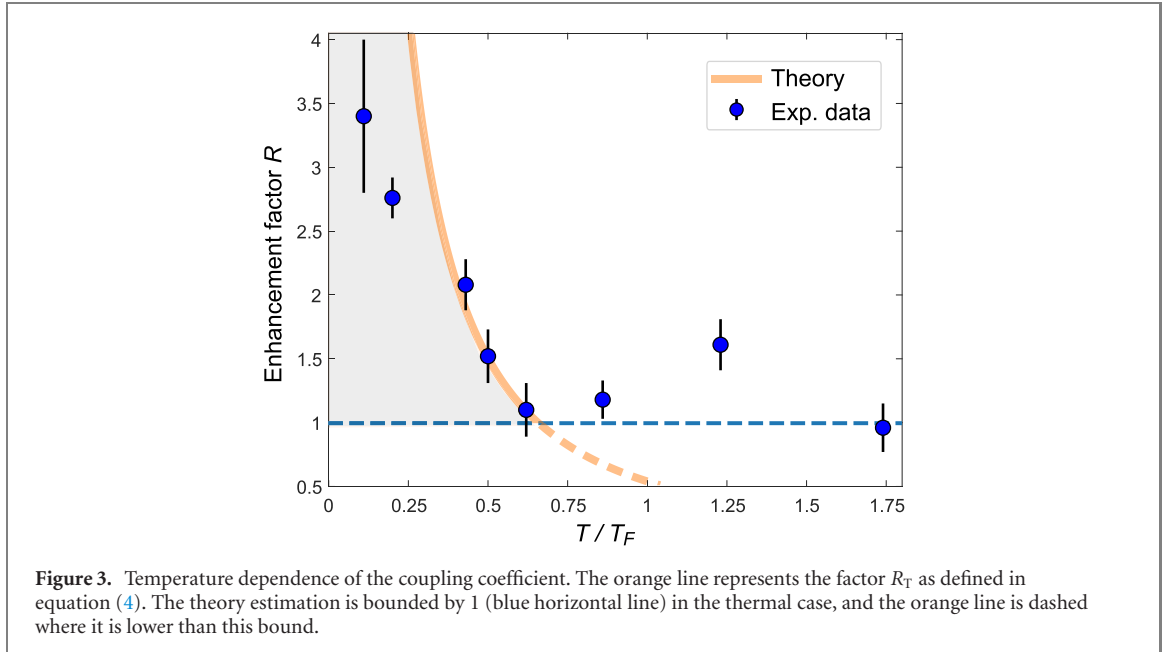 4
3.5
3
2.5
2
1.5
1
0.5
Enhancement factor R
Theory
Exp. data
0 0.25 0.5 0.75 1 1.25 1.5 1.75
T / T_F
Figure 3. Temperature dependence of the coupling coefficient. The orange line represents the factor R_T as defined in
equation (4). The theory estimation is bounded by 1 (blue horizontal line) in the thermal case, and the orange line is dashed
where it is lower than this bound.